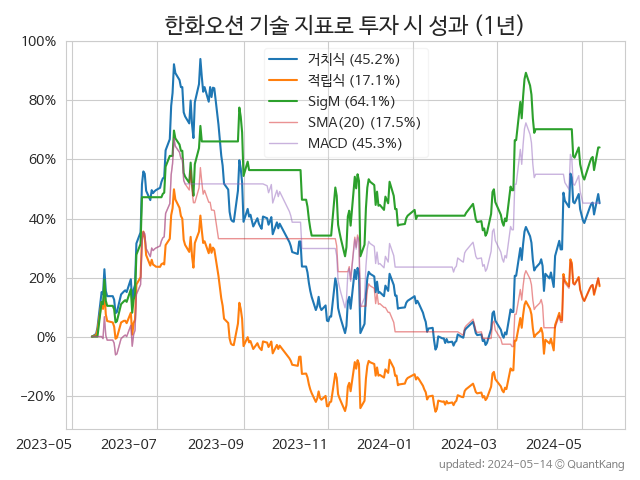 한화오션 기술 지표로 투자 시 성과 (1년)
100%
80%
60%
40%
20%
0%
−20%
거치식 (45.2%)
적립식 (17.1%)
SigM (64.1%)
SMA(20) (17.5%)
MACD (45.3%)
2023-05 2023-07 2023-09 2023-11 2024-01 2024-03 2024-05
updated: 2024-05-14 ⓒ QuantKang